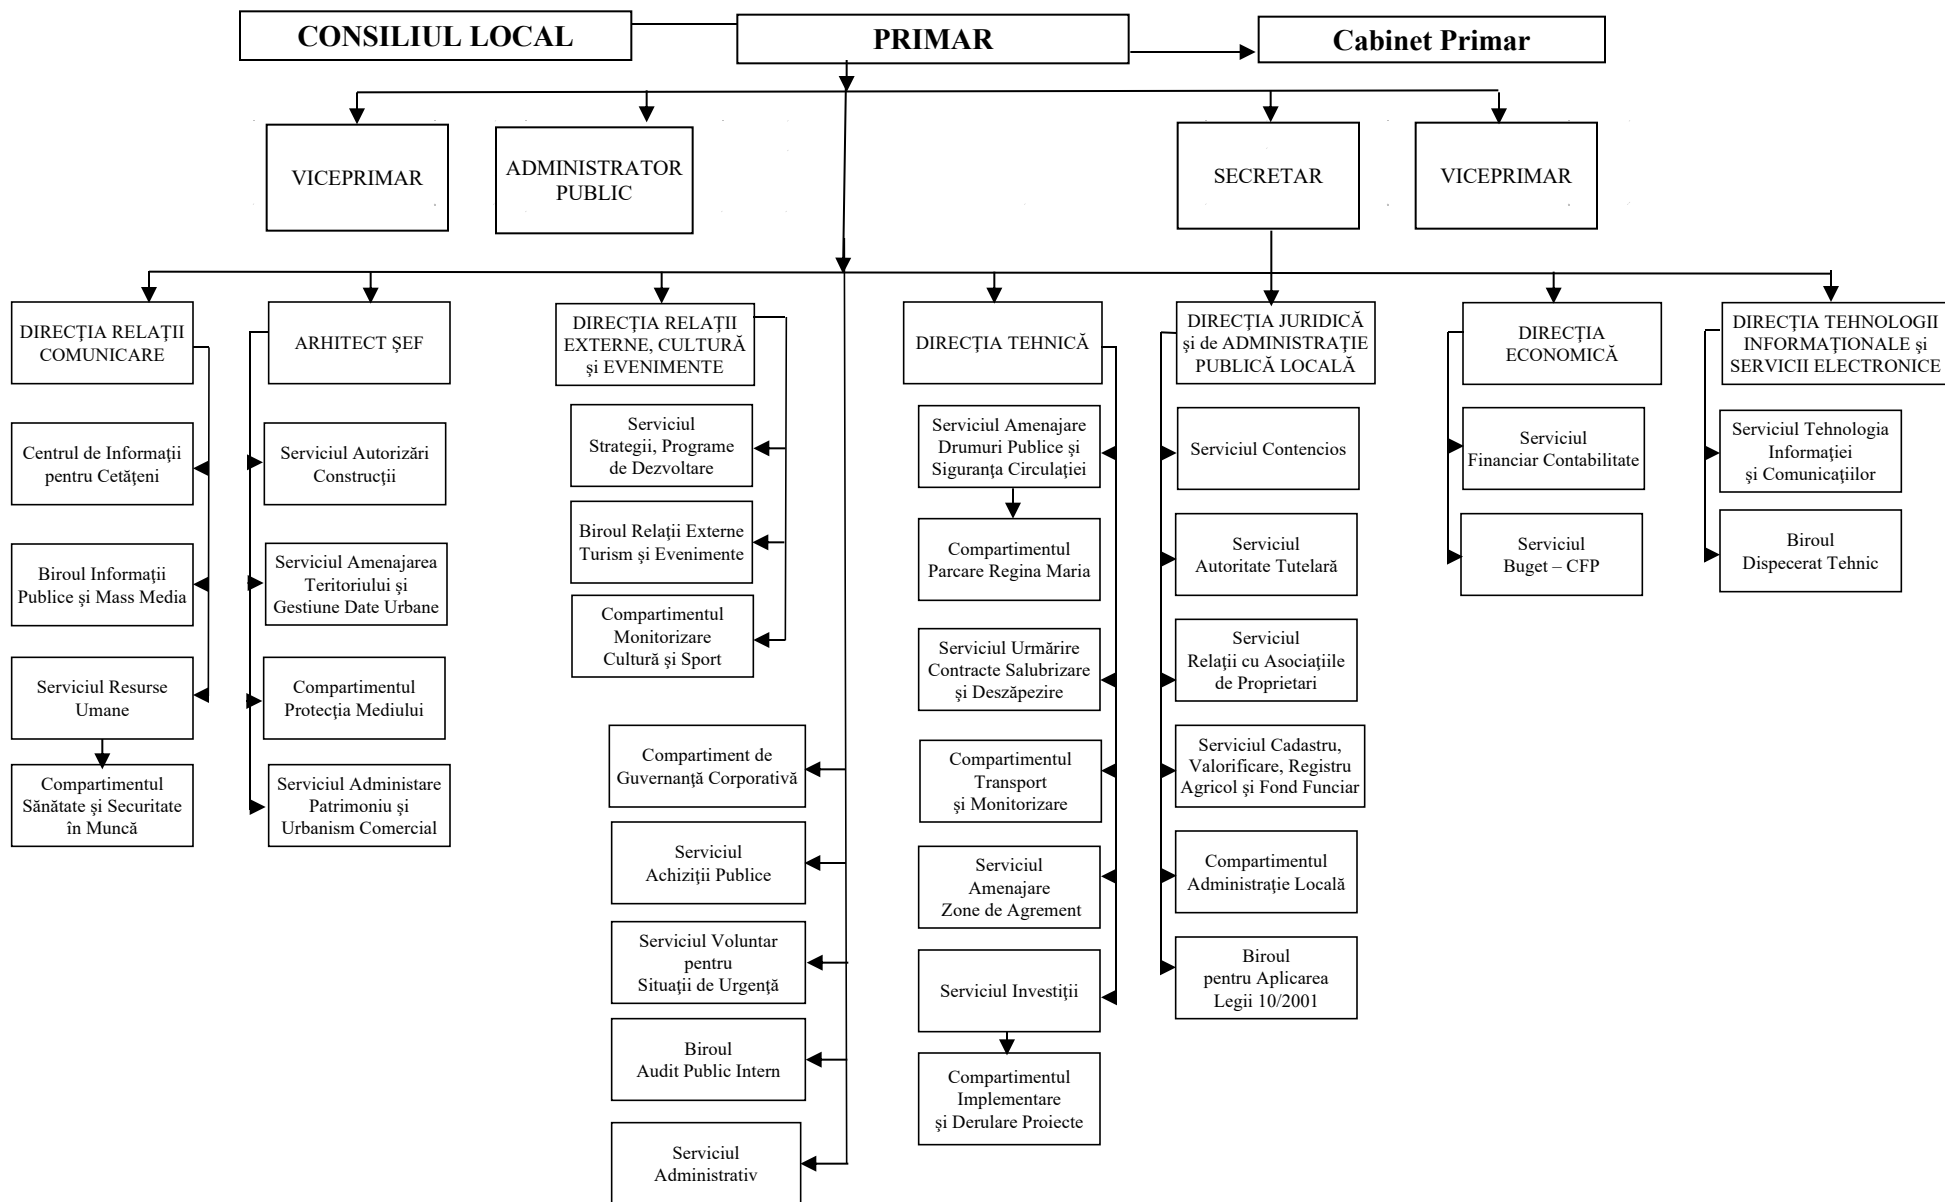 CONSILIUL LOCAL
PRIMAR
Cabinet Primar
VICEPRIMAR
ADMINISTRATOR
PUBLIC
SECRETAR
VICEPRIMAR
DIRECŢIA RELAŢII
COMUNICARE
Centrul de Informaţii
pentru Cetăţeni
Biroul Informaţii
Publice şi Mass Media
Serviciul Resurse
Umane
Compartimentul
Sănătate şi Securitate
în Muncă
ARHITECT ŞEF
Serviciul Autorizări
Construcţii
Serviciul Amenajarea
Teritoriului şi
Gestiune Date Urbane
Compartimentul
Protecţia Mediului
Serviciul Administare
Patrimoniu şi
Urbanism Comercial
DIRECŢIA RELAŢII
EXTERNE, CULTURĂ
şi EVENIMENTE
Serviciul
Strategii, Programe
de Dezvoltare
Biroul Relaţii Externe
Turism şi Evenimente
Compartimentul
Monitorizare
Cultură şi Sport
Compartiment de
Guvernanţă Corporativă
Serviciul
Achiziţii Publice
Serviciul Voluntar
pentru
Situaţii de Urgenţă
Biroul
Audit Public Intern
Serviciul
Administrativ
DIRECŢIA TEHNICĂ
Serviciul Amenajare
Drumuri Publice şi
Siguranţa Circulaţiei
Compartimentul
Parcare Regina Maria
Serviciul Urmărire
Contracte Salubrizare
şi Deszăpezire
Compartimentul
Transport
şi Monitorizare
Serviciul
Amenajare
Zone de Agrement
Serviciul Investiţii
Compartimentul
Implementare
şi Derulare Proiecte
DIRECŢIA JURIDICĂ
şi de ADMINISTRAŢIE
PUBLICĂ LOCALĂ
Serviciul Contencios
Serviciul
Autoritate Tutelară
Serviciul
Relaţii cu Asociaţiile
de Proprietari
Serviciul Cadastru,
Valorificare, Registru
Agricol şi Fond Funciar
Compartimentul
Administraţie Locală
Biroul
pentru Aplicarea
Legii 10/2001
DIRECŢIA
ECONOMICĂ
Serviciul
Financiar Contabilitate
Serviciul
Buget – CFP
DIRECŢIA TEHNOLOGII
INFORMAŢIONALE şi
SERVICII ELECTRONICE
Serviciul Tehnologia
Informaţiei
şi Comunicaţiilor
Biroul
Dispecerat Tehnic